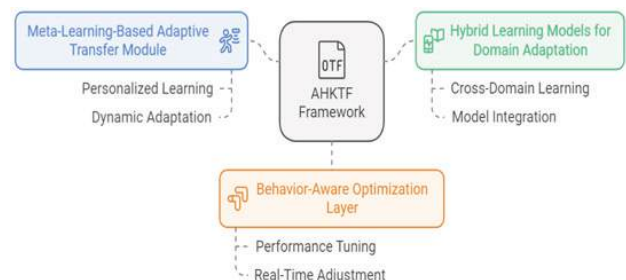 Meta-Learning-Based Adaptive
Transfer Module
Personalized Learning
Dynamic Adaptation
OTF
AHKTF
Framework
Hybrid Learning Models for
Domain Adaptation
Cross-Domain Learning
Model Integration
Behavior-Aware Optimization
Layer
Performance Tuning
Real-Time Adjustment